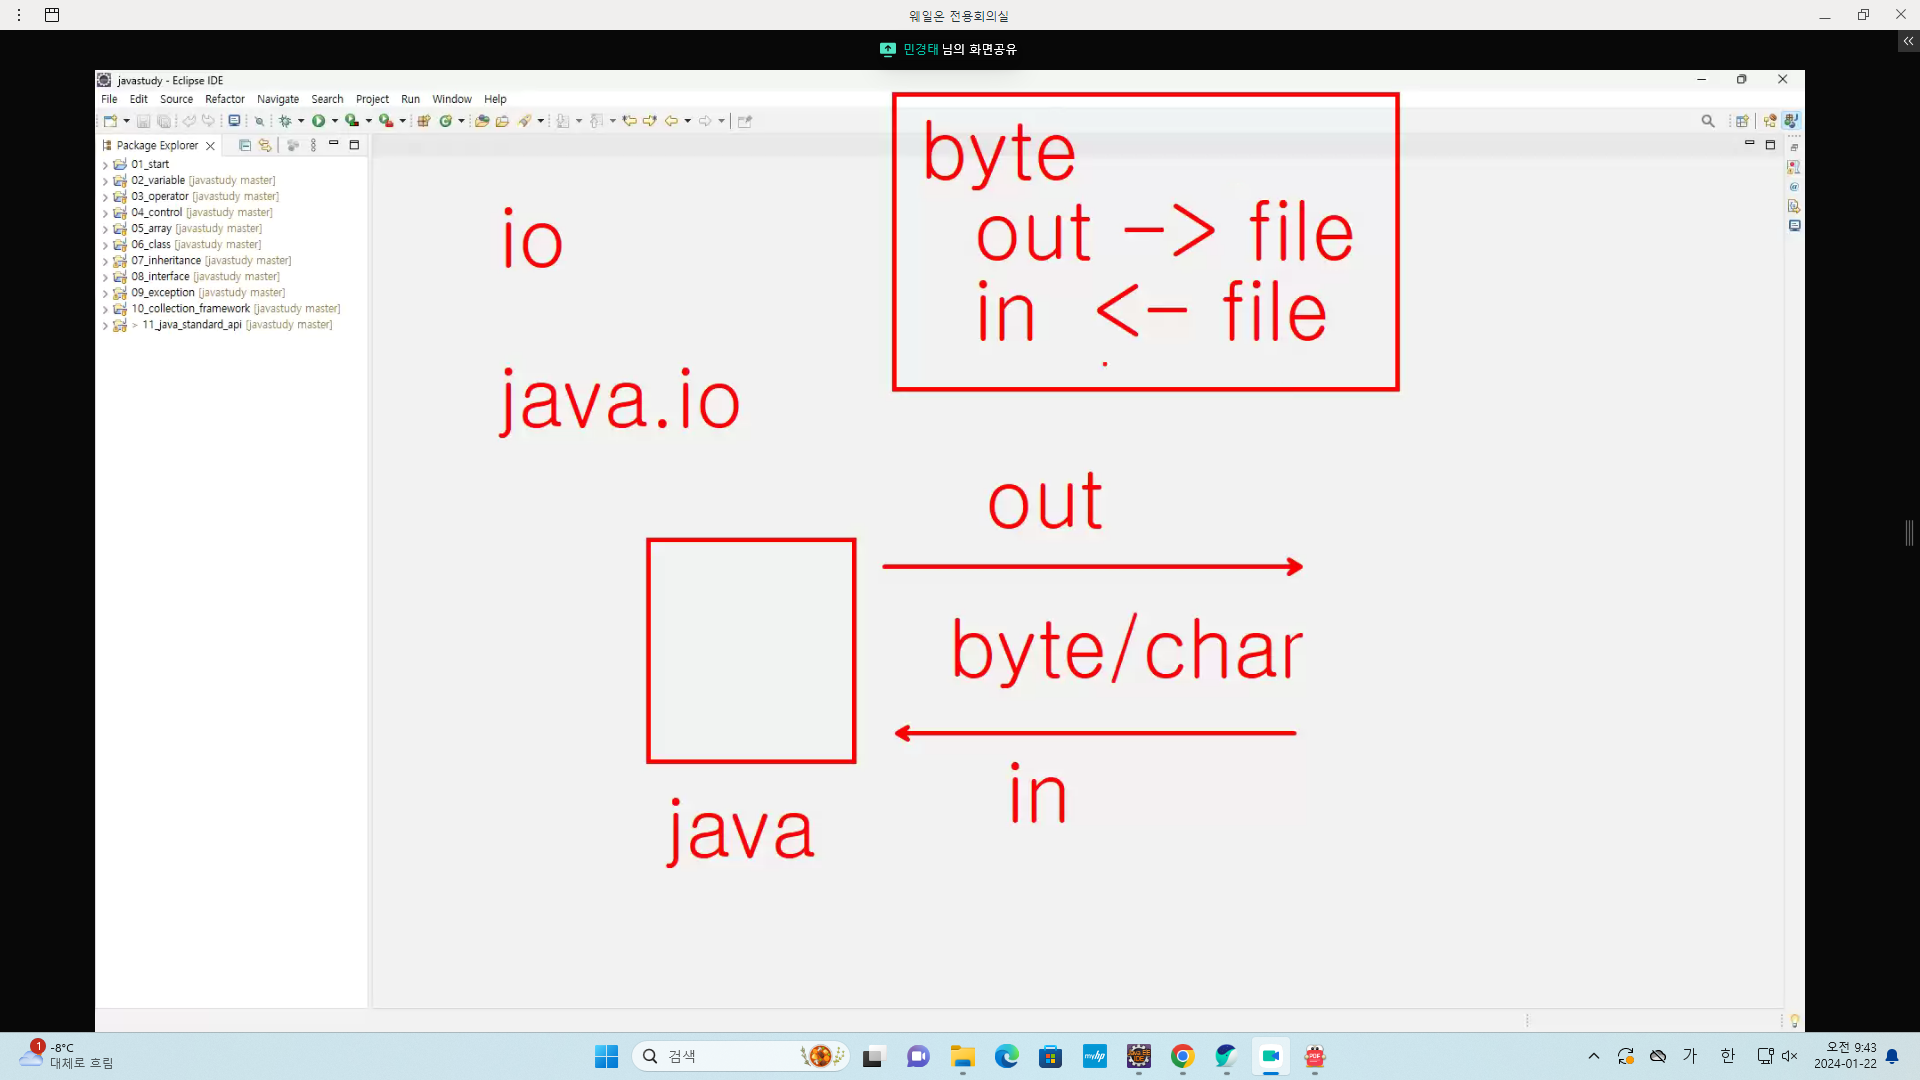 웨일온 전용회의실
민경태 님의 화면공유
javastudy - Eclipse IDE
File Edit Source Refactor Navigate Search Project Run Window Help
Package Explorer
01_start
02_variable [javastudy master]
03_operator [javastudy master]
04_control [javastudy master]
05_array [javastudy master]
06_class [javastudy master]
07_inheritance [javastudy master]
08_interface [javastudy master]
09_exception [javastudy master]
10_collection_framework [javastudy master]
> 11_java_standard_api [javastudy master]
byte
out -> file
in <- file
io
java.io
out
byte/char
in
java
1
-8°C
대체로 흐림
검색
가
한
오전 9:43
2024-01-22